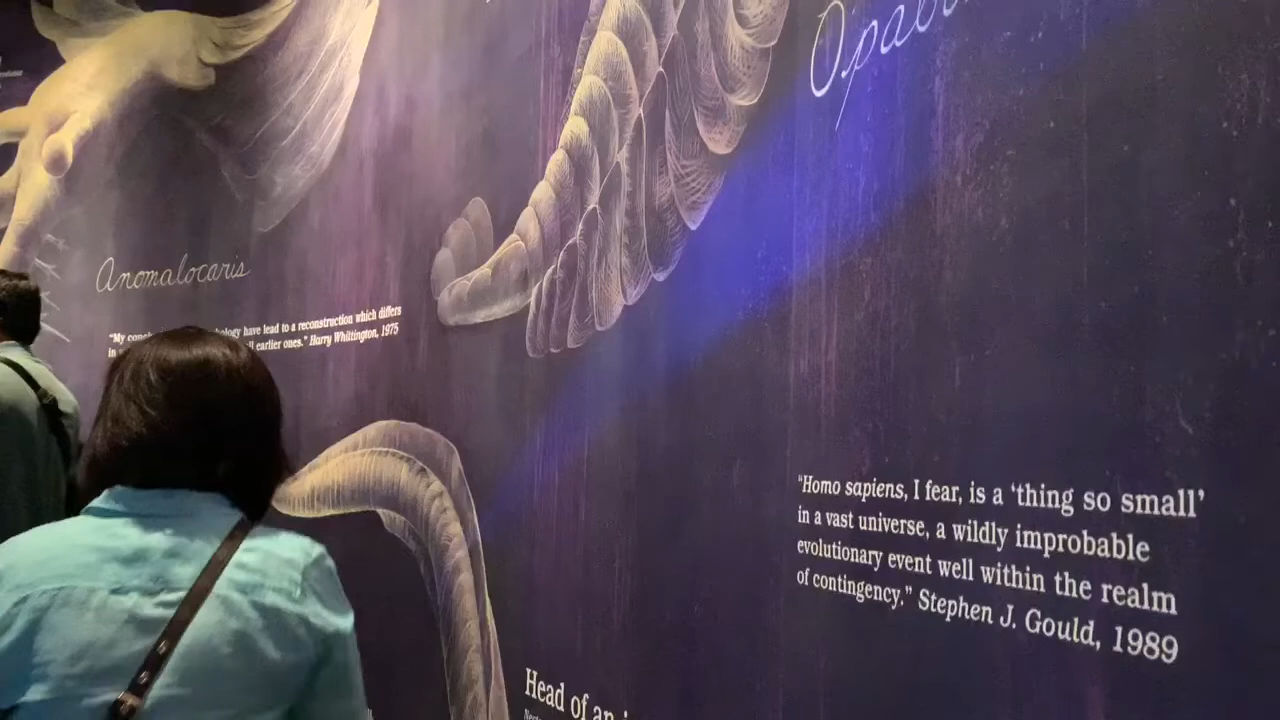 Anomalocaris
"My
ology have lead to a reconstruction which differs
in
earlier ones." Harry Whittington, 1975
"Homo sapiens, I fear, is a 'thing so small'
in a vast universe, a wildly improbable
evolutionary event well within the realm
of contingency." Stephen J. Gould, 1989
Head of an